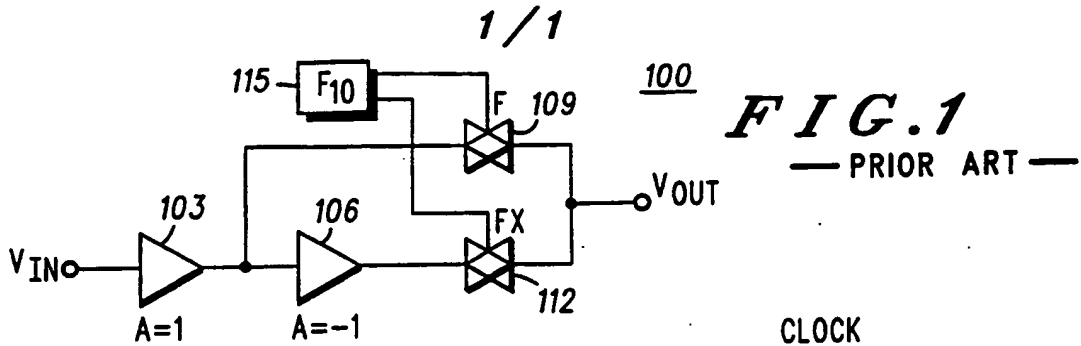 1/1
115
F10
F
109
100
FIG.1
— PRIOR ART —
103
106
FX
VOUT
VIN
112
A=1
A=-1
CLOCK